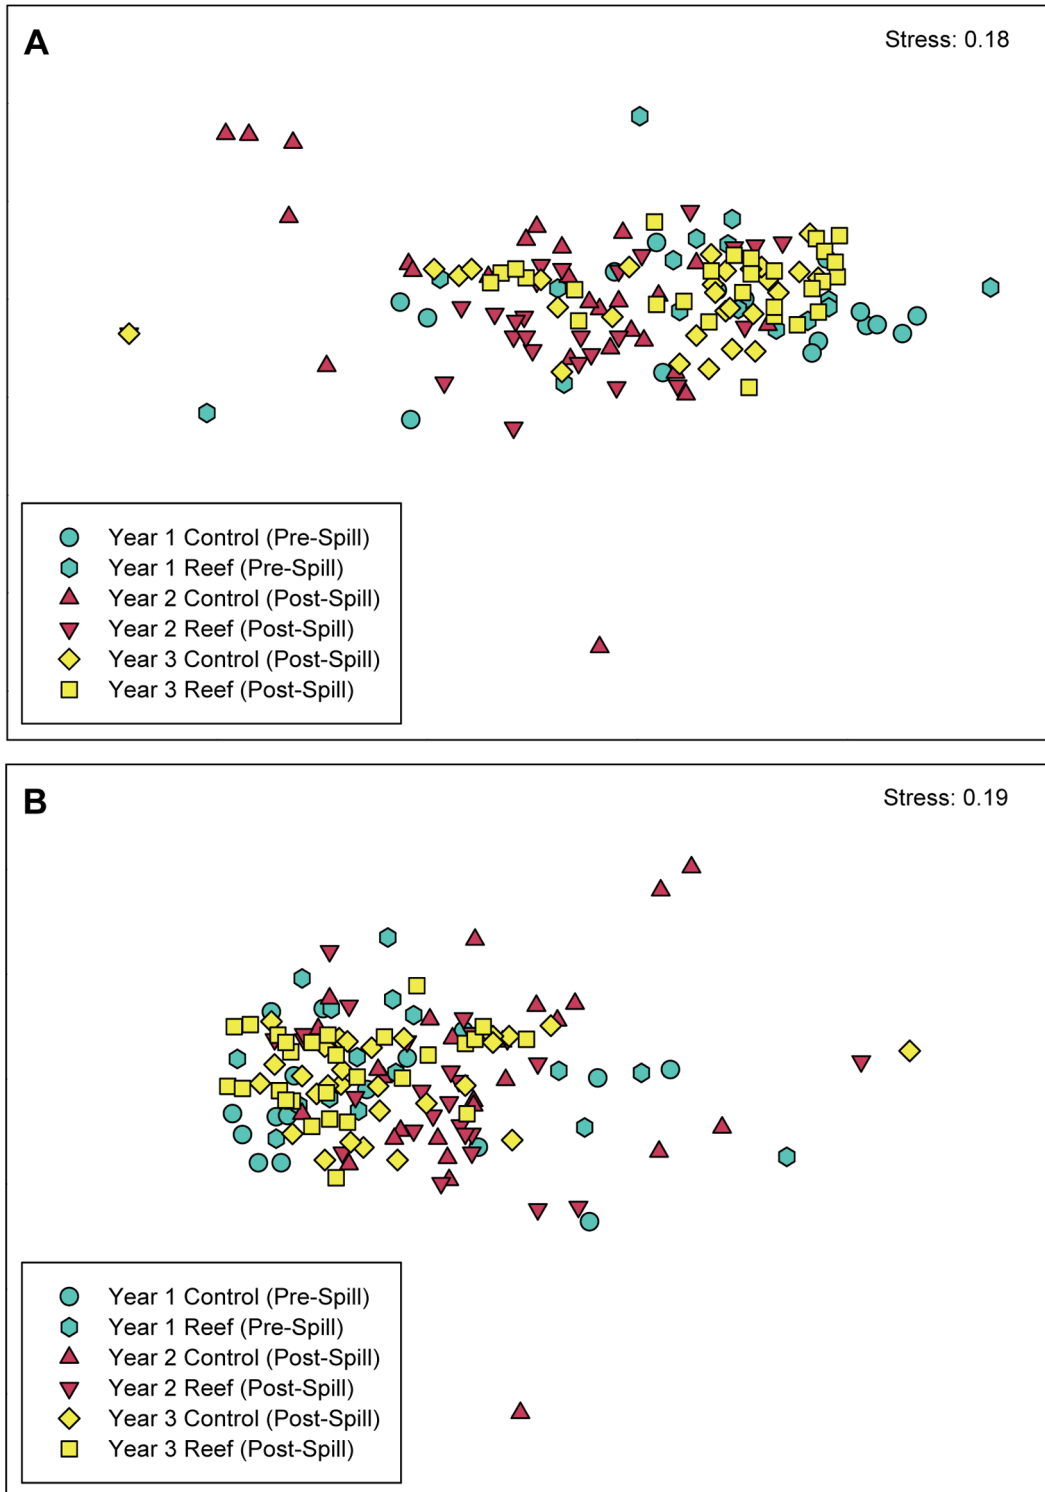 A
Stress: 0.18
Year 1 Control (Pre-Spill)
Year 1 Reef (Pre-Spill)
Year 2 Control (Post-Spill)
Year 2 Reef (Post-Spill)
Year 3 Control (Post-Spill)
Year 3 Reef (Post-Spill)
B
Stress: 0.19
Year 1 Control (Pre-Spill)
Year 1 Reef (Pre-Spill)
Year 2 Control (Post-Spill)
Year 2 Reef (Post-Spill)
Year 3 Control (Post-Spill)
Year 3 Reef (Post-Spill)